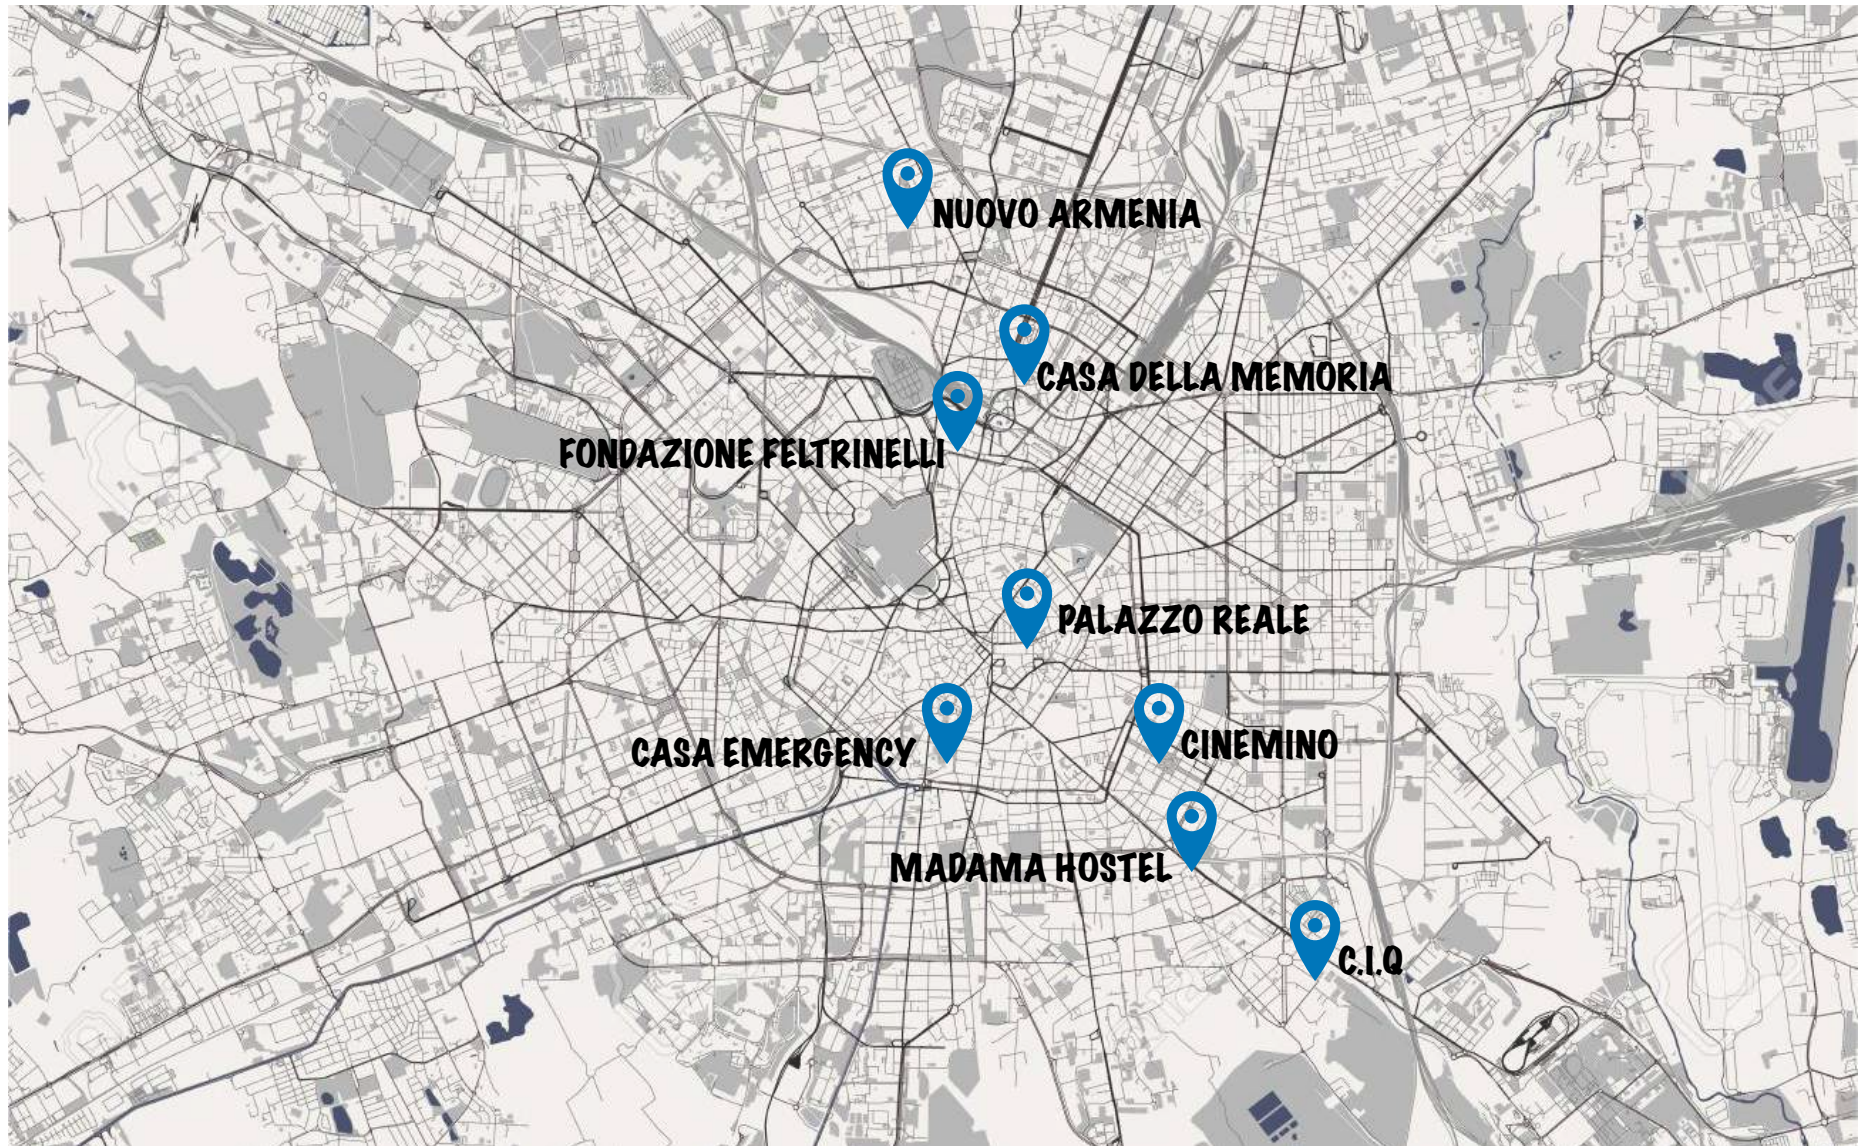 NUOVO ARMENIA
CASA DELLA MEMORIA
FONDAZIONE FELTRINELLI
PALAZZO REALE
CASA EMERGENCY
CINEMINO
MADAMA HOSTEL
C.I.Q